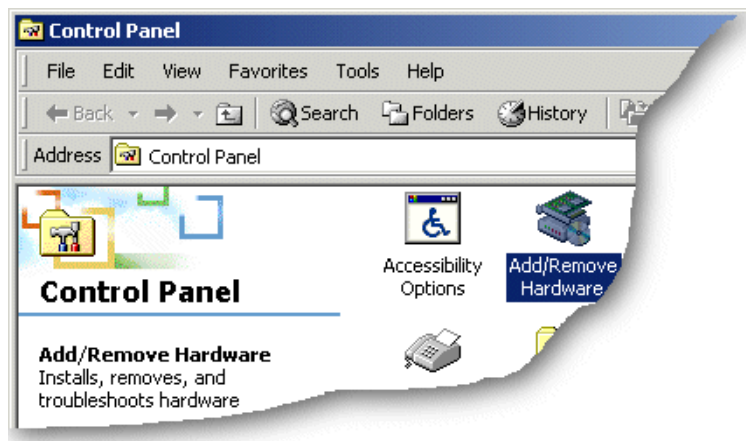 Control Panel
File Edit View Favorites Tools Help
Back Search Folders History
Address Control Panel
Accessibility Options
Add/Remove Hardware
Control Panel
Add/Remove Hardware
Installs, removes, and
troubleshoots hardware